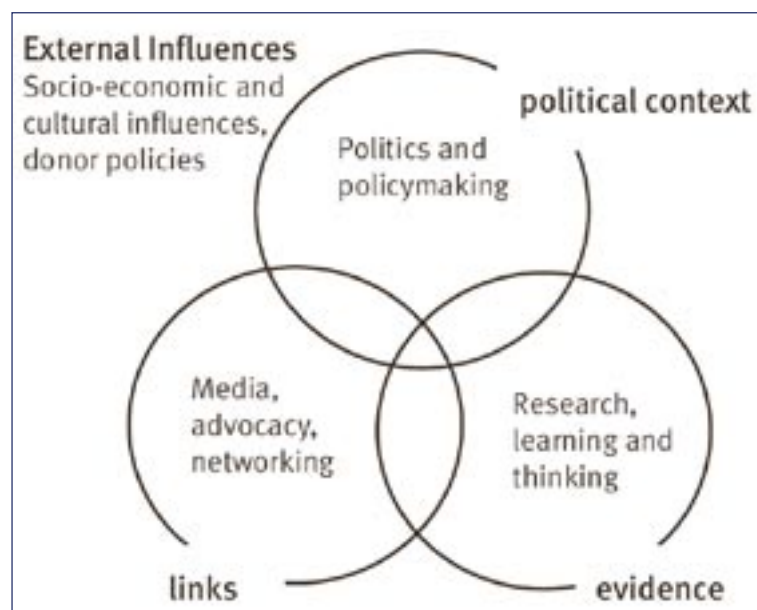 External Influences
Socio-economic and
cultural influences,
donor policies
political context
Politics and
policymaking
Media,
advocacy,
networking
Research,
learning and
thinking
links
evidence